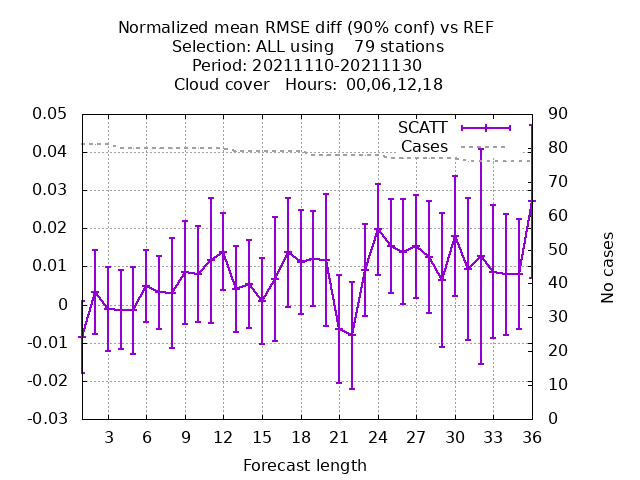 Normalized mean RMSE diff (90% conf) vs REF
Selection: ALL using    79 stations
Period: 20211110-20211130
Cloud cover   Hours:  00,06,12,18
SCATT
Cases
0.05
0.04
0.03
0.02
0.01
0
-0.01
-0.02
-0.03
90
80
70
60
50
40
30
20
10
0
No cases
3 6 9 12 15 18 21 24 27 30 33 36
Forecast length